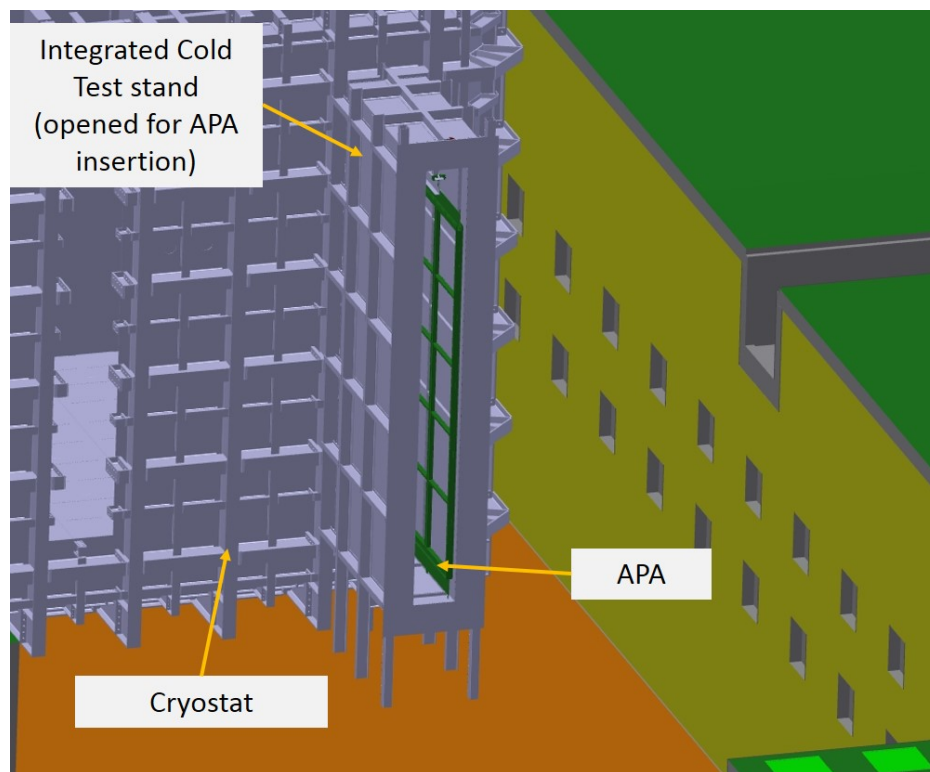 Integrated Cold
Test stand
(opened for APA
insertion)
APA
Cryostat